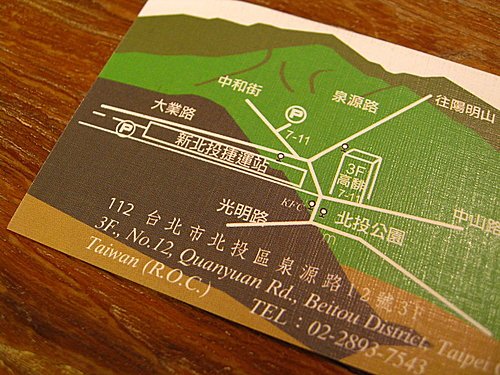 中和街
泉源路
往陽明山
大業路
P
7-11
P
新北投捷運站
3F
高
7-11
KFC
光明路
北投公園
中山路
112 台北市北投區泉源路12號3F
3F., No.12, Quanyuan Rd., Beitou District, Taipei
Taiwan (R.O.C.)
TEL : 02-2893-7543